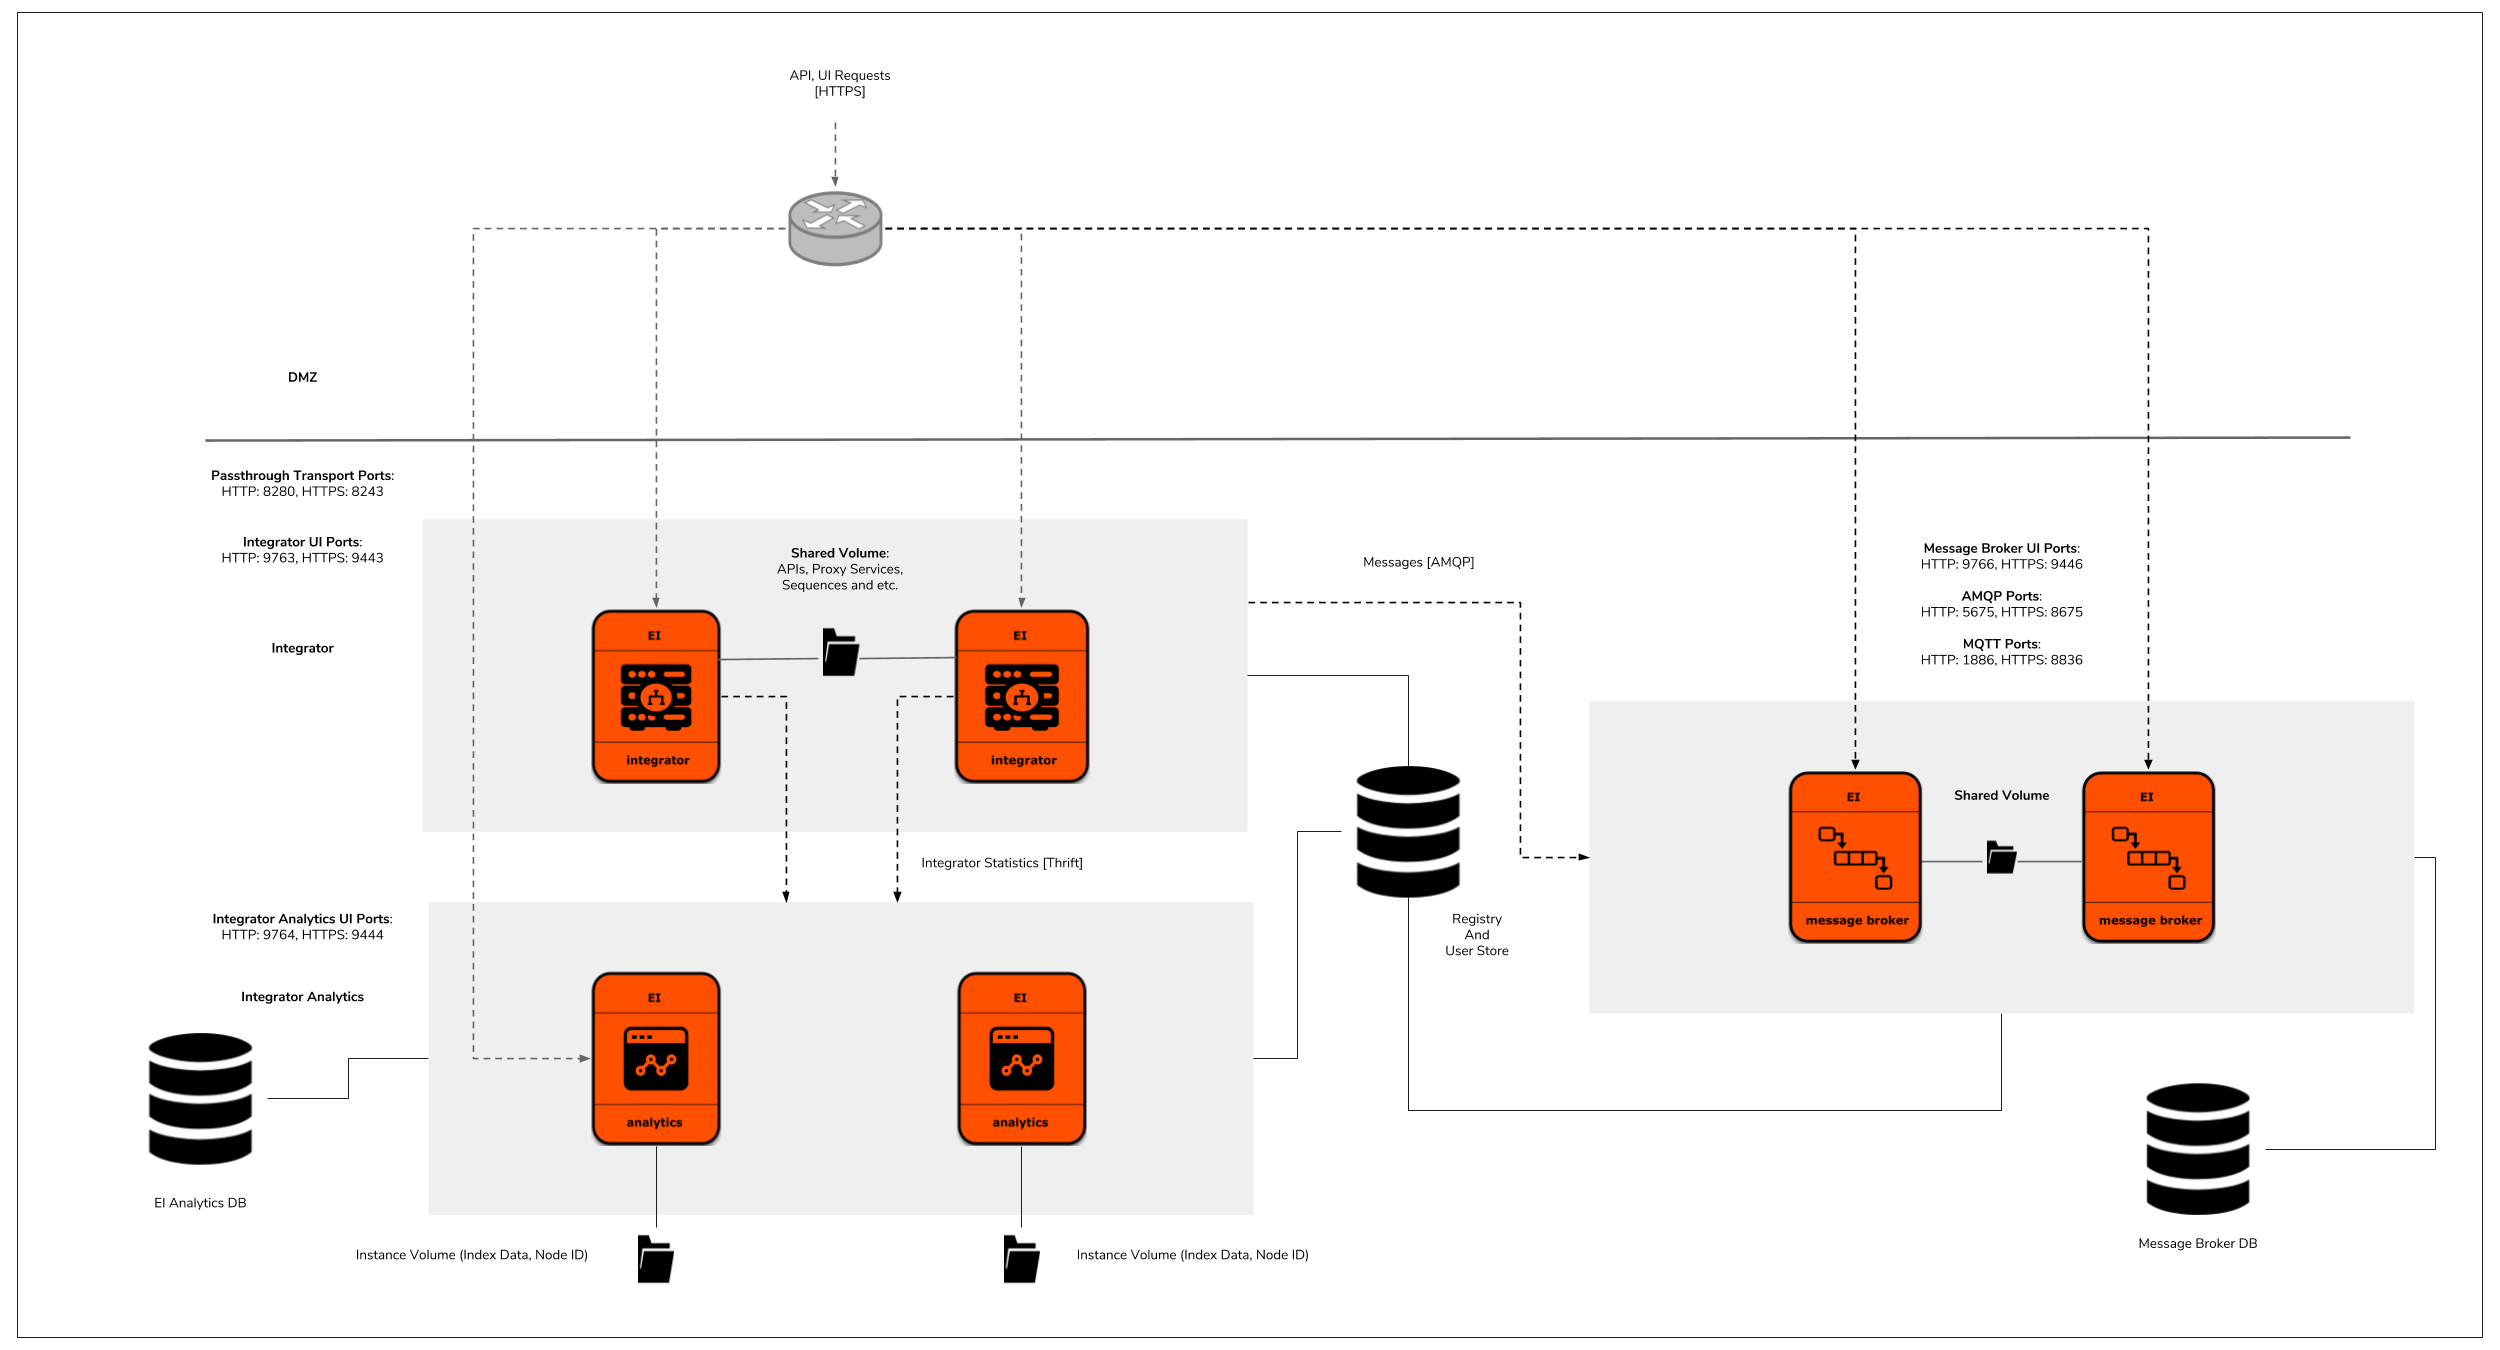 API, UI Requests
[HTTPS]
DMZ
Passthrough Transport Ports:
HTTP: 8280, HTTPS: 8243
Integrator UI Ports:
HTTP: 9763, HTTPS: 9443
Integrator
Shared Volume:
APIs, Proxy Services,
Sequences and etc.
EI
integrator
EI
integrator
Messages [AMQP]
Message Broker UI Ports:
HTTP: 9766, HTTPS: 9446
AMQP Ports:
HTTP: 5675, HTTPS: 8675
MQTT Ports:
HTTP: 1886, HTTPS: 8836
EI
message broker
Shared Volume
EI
message broker
Integrator Statistics [Thrift]
Registry
And
User Store
Integrator Analytics UI Ports:
HTTP: 9764, HTTPS: 9444
Integrator Analytics
EI
analytics
EI
analytics
EI Analytics DB
Instance Volume (Index Data, Node ID)
Instance Volume (Index Data, Node ID)
Message Broker DB